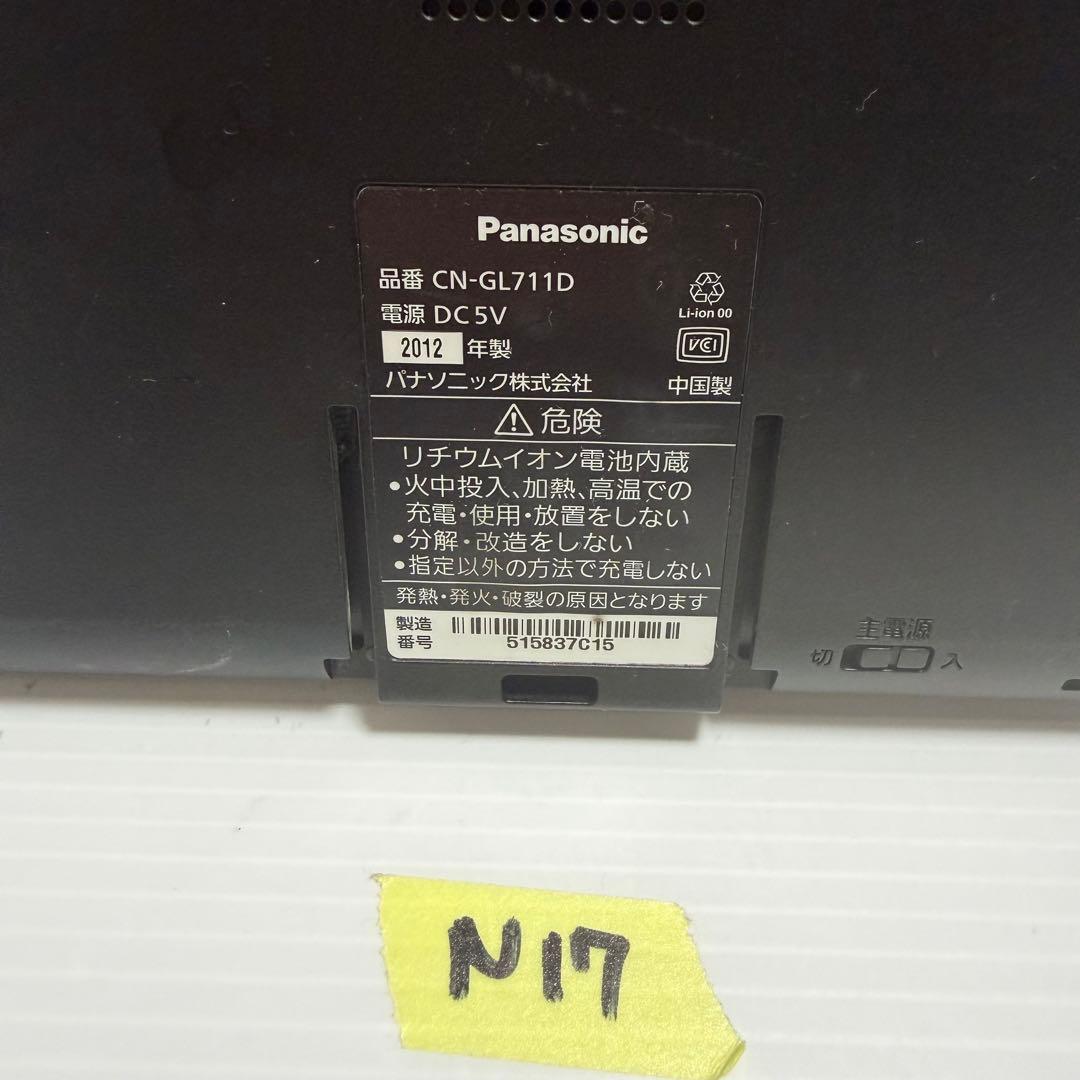 Panasonic
品番 CN-GL711D
電源 DC5V
Li-ion 00
2012 年製
VCCI
パナソニック株式会社
中国製
危険
リチウムイオン電池内蔵
•火中投入、加熱、高温での
充電・使用・放置をしない
•分解・改造をしない
•指定以外の方法で充電しない
発熱・発火・破裂の原因となります
製造
番号
515837C15
主電源
切 入
N17